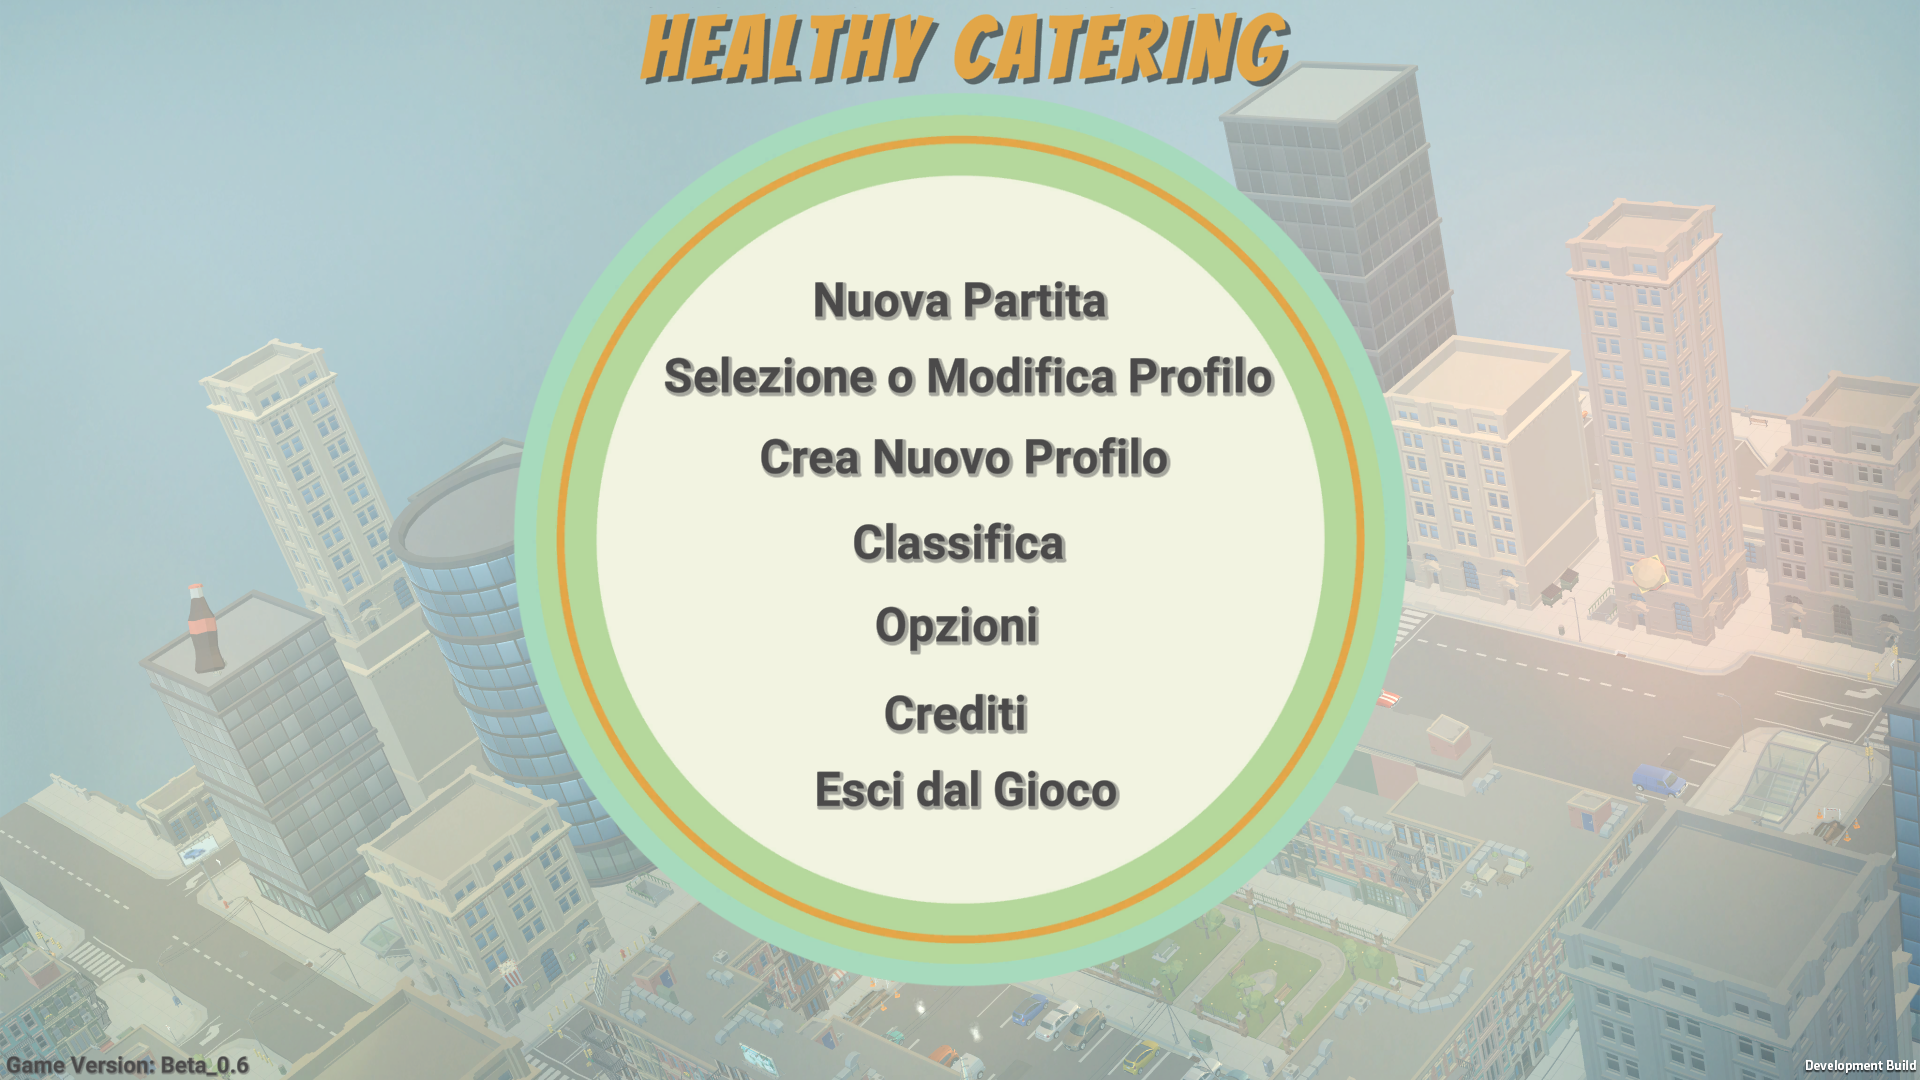 HEALTHY CATERING
Nuova Partita
Selezione o Modifica Profilo
Crea Nuovo Profilo
Classifica
Opzioni
Crediti
Esci dal Gioco
Game Version: Beta_0.6
Development Build